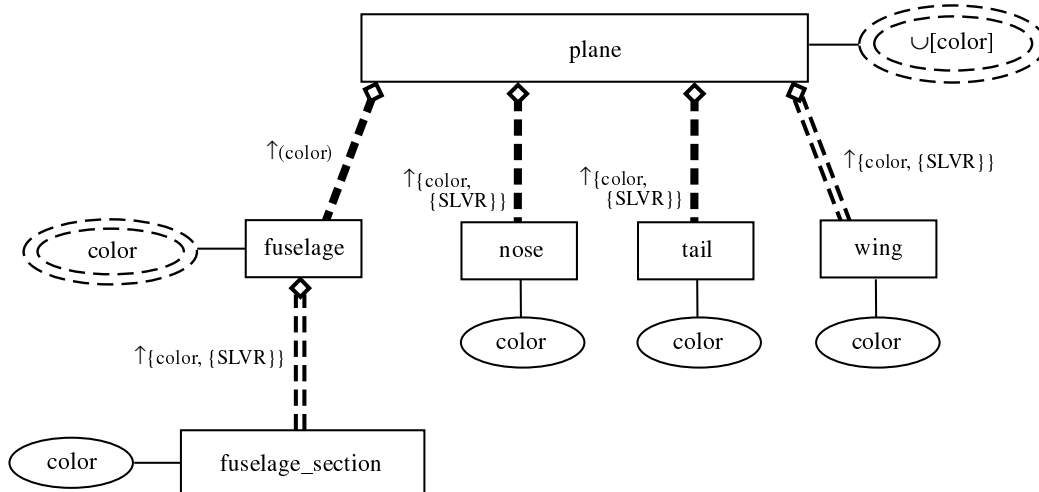 plane
∪[color]
↑(color)
↑{color,
{SLVR}}
↑{color,
{SLVR}}
↑{color, {SLVR}}
color
fuselage
nose
tail
wing
color
color
color
↑{color, {SLVR}}
color
fuselage_section